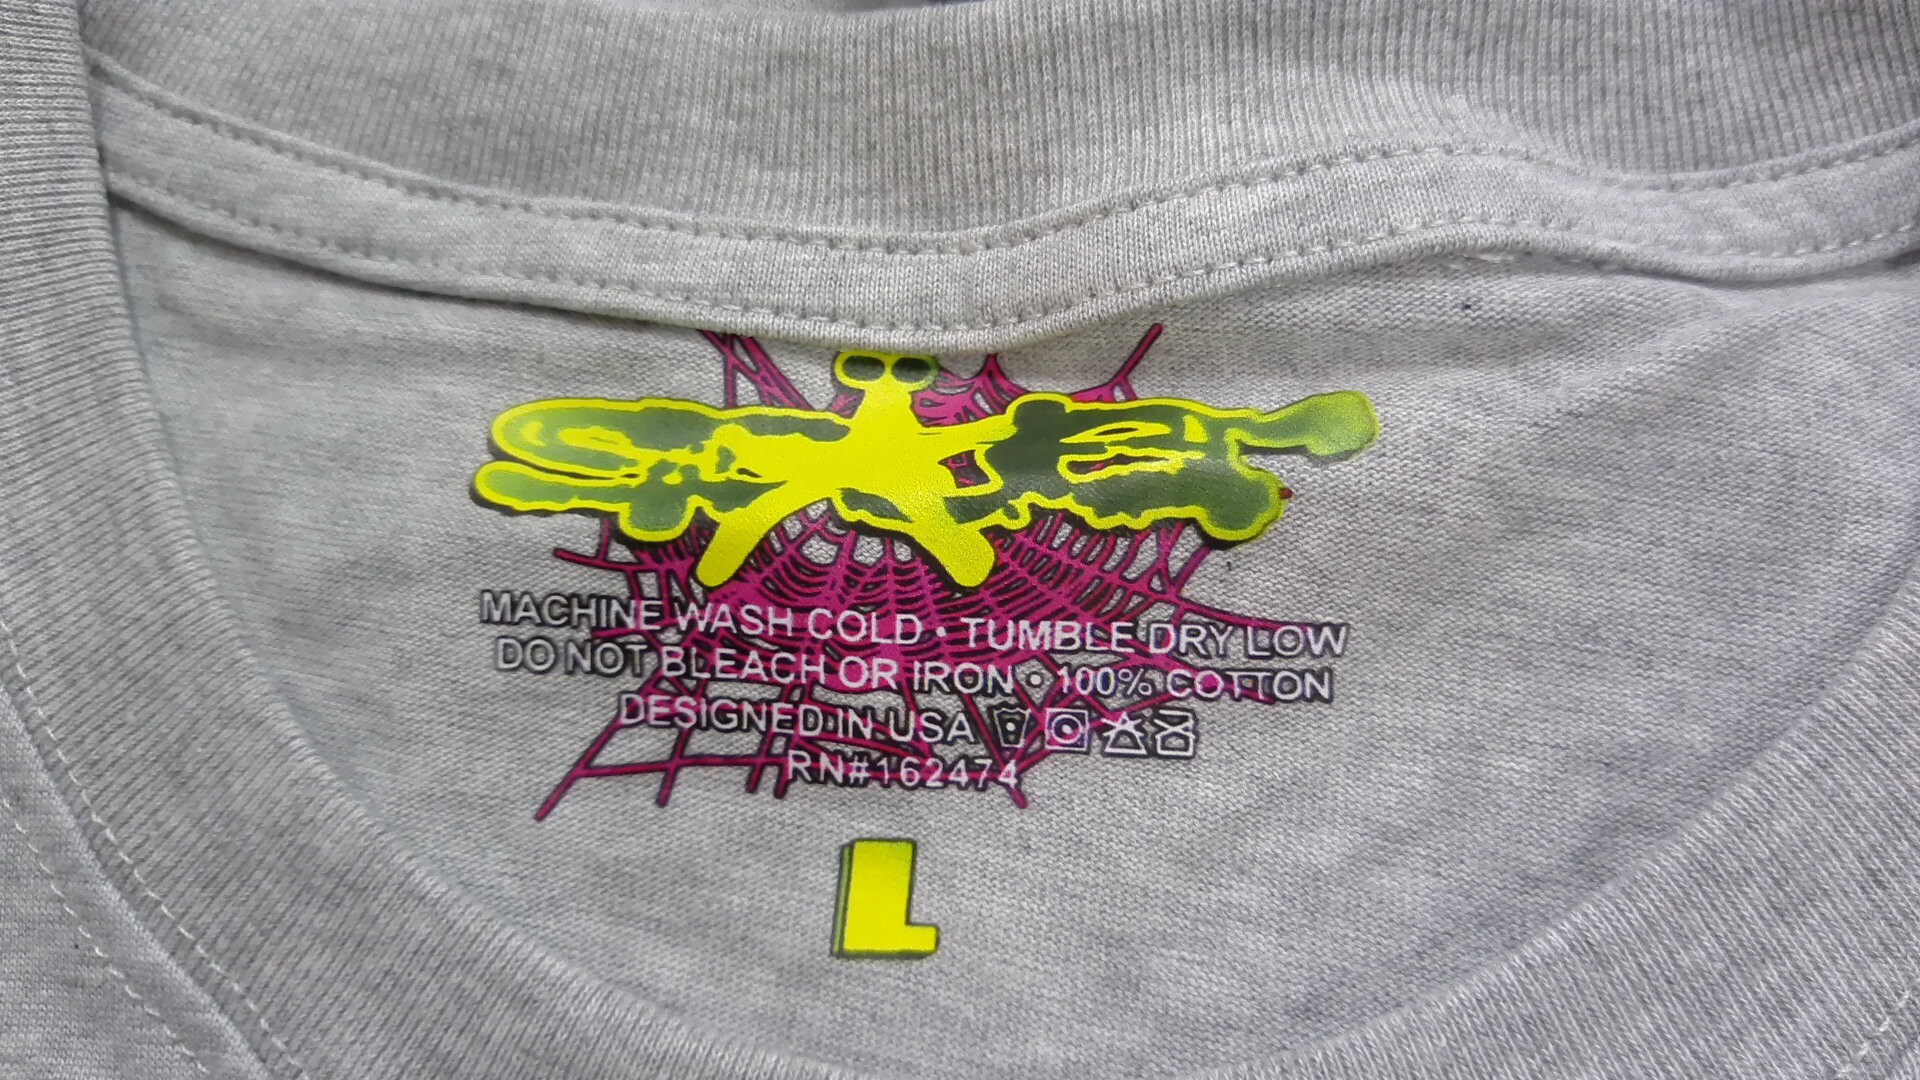 MACHINE WASH COLD • TUMBLE DRY LOW
DO NOT BLEACH OR IRON • 100% COTTON
DESIGNED IN USA
RN#162474
L